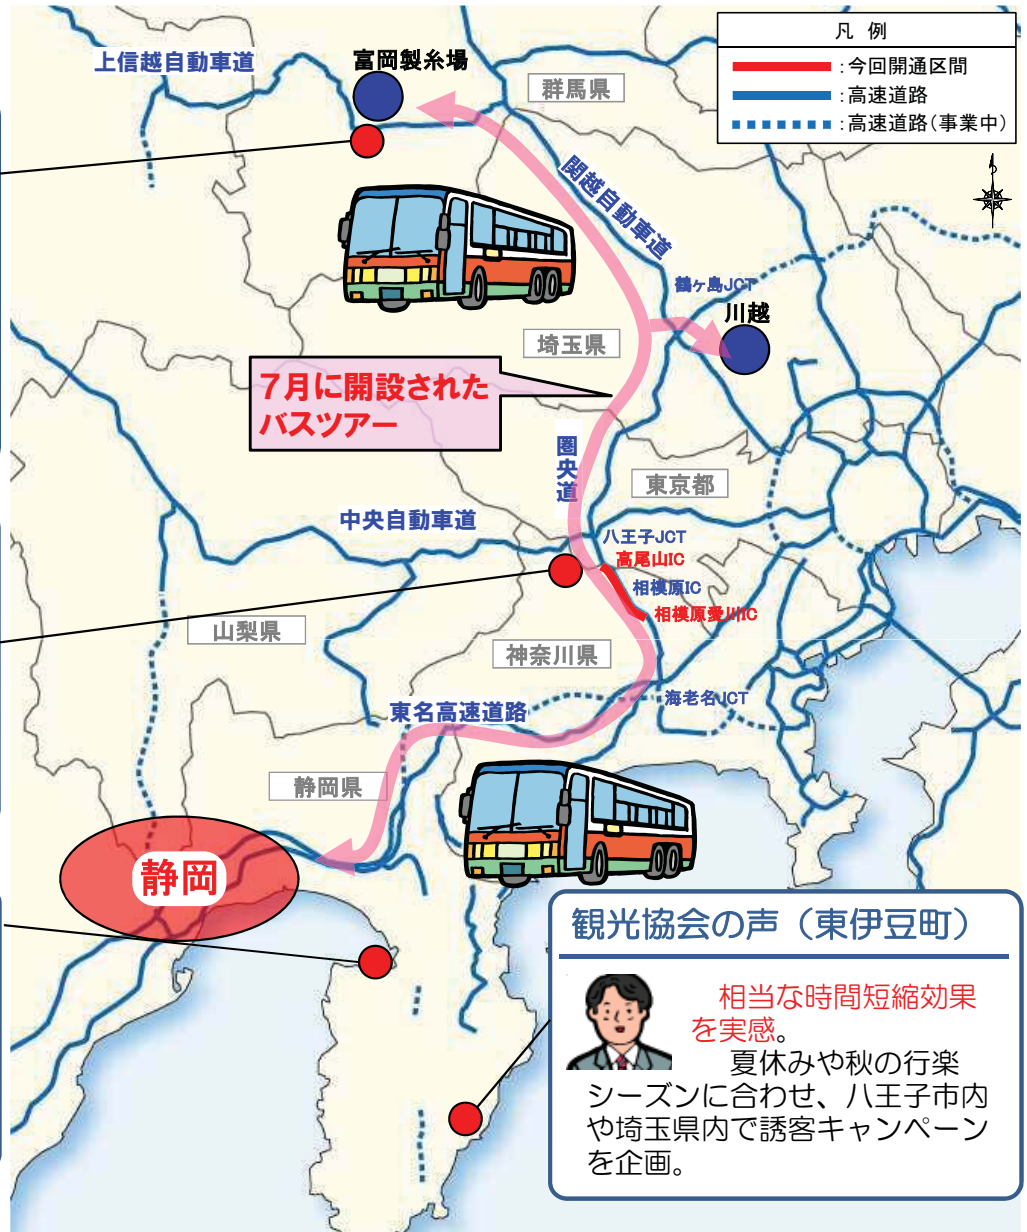 凡 例
：今回開通区間
：高速道路
：高速道路（事業中）
上信越自動車道
富岡製糸場
群馬県
関越自動車道
鶴ヶ島JCT
川越
埼玉県
７月に開設された
バスツアー
圏央道
東京都
中央自動車道
八王子JCT
高尾山IC
相模原IC
相模原愛川IC
山梨県
神奈川県
海老名JCT
東名高速道路
静岡県
静岡
観光協会の声（東伊豆町）
相当な時間短縮効果
を実感。
夏休みや秋の行楽
シーズンに合わせ、八王子市内
や埼玉県内で誘客キャンペーン
を企画。